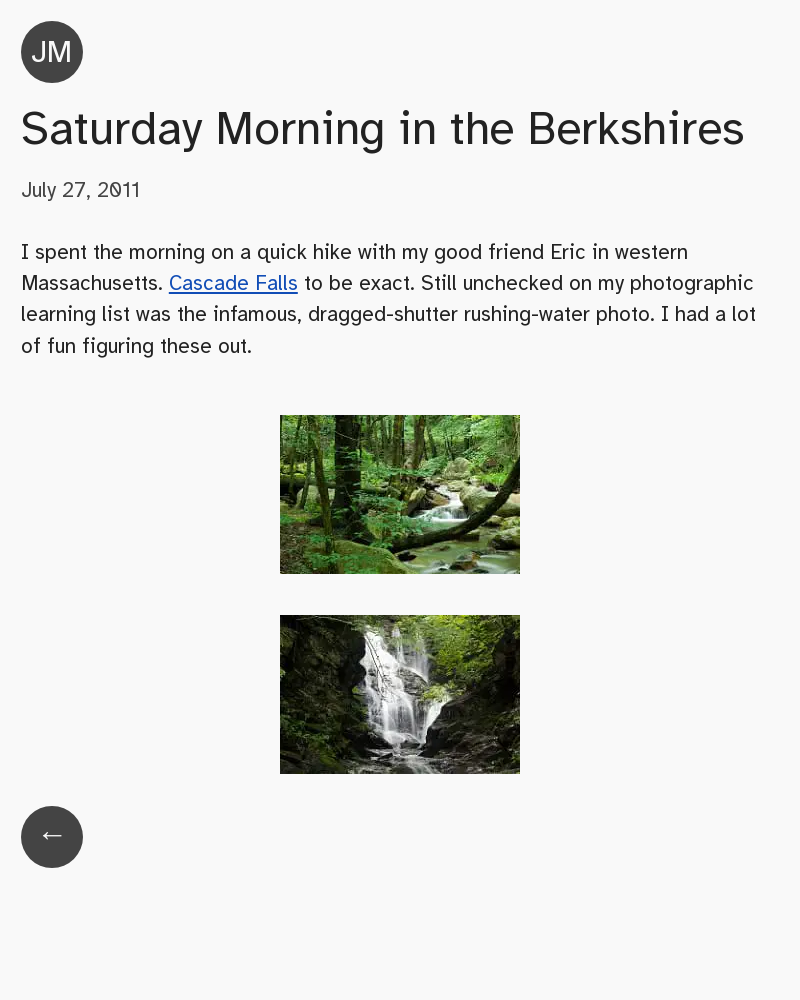 JM
Saturday Morning in the Berkshires
July 27, 2011
I spent the morning on a quick hike with my good friend Eric in western
Massachusetts. Cascade Falls to be exact. Still unchecked on my photographic
learning list was the infamous, dragged-shutter rushing-water photo. I had a lot
of fun figuring these out.
←